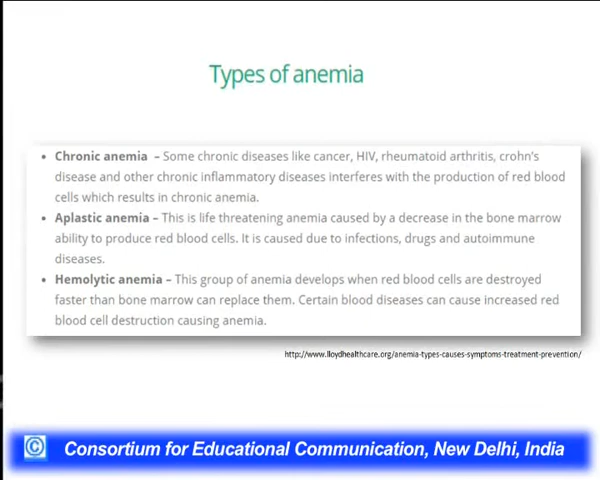 Types of anemia
• Chronic anemia – Some chronic diseases like cancer, HIV, rheumatoid arthritis, crohn's
disease and other chronic inflammatory diseases interferes with the production of red blood
cells which results in chronic anemia.
• Aplastic anemia – This is life threatening anemia caused by a decrease in the bone marrow
ability to produce red blood cells. It is caused due to infections, drugs and autoimmune
diseases.
• Hemolytic anemia – This group of anemia develops when red blood cells are destroyed
faster than bone marrow can replace them. Certain blood diseases can cause increased red
blood cell destruction causing anemia.
http://www.lloydhealthcare.org/anemia-types-causes-symptoms-treatment-prevention/
© Consortium for Educational Communication, New Delhi, India